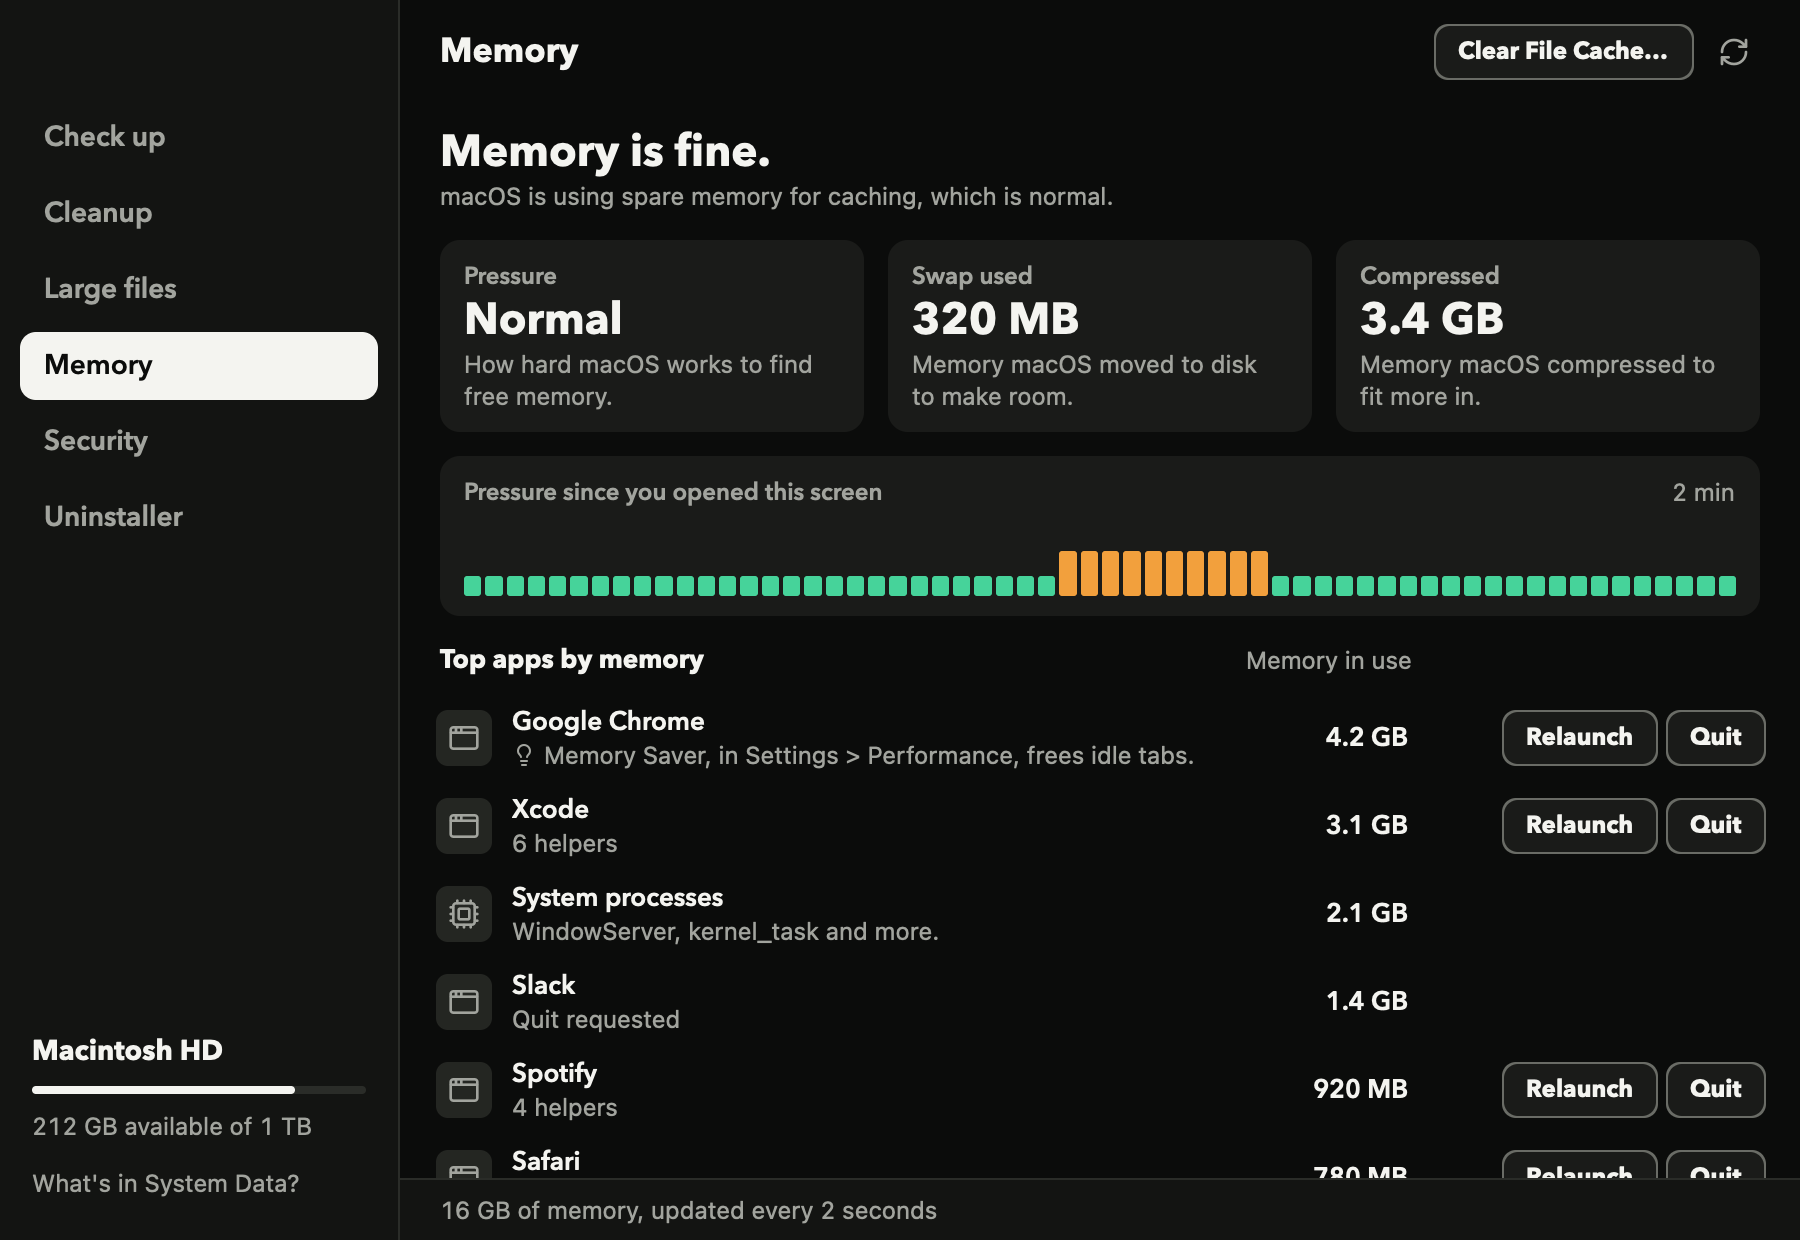 Memory
Clear File Cache...
Check up
Cleanup
Large files
Memory
Security
Uninstaller
Macintosh HD
212 GB available of 1 TB
What's in System Data?
Memory is fine.
macOS is using spare memory for caching, which is normal.
Pressure
Normal
How hard macOS works to find
free memory.
Swap used
320 MB
Memory macOS moved to disk
to make room.
Compressed
3.4 GB
Memory macOS compressed to
fit more in.
Pressure since you opened this screen
2 min
Top apps by memory
Memory in use
Google Chrome
Memory Saver, in Settings > Performance, frees idle tabs.
4.2 GB
Relaunch
Quit
Xcode
6 helpers
3.1 GB
Relaunch
Quit
System processes
WindowServer, kernel_task and more.
2.1 GB
Slack
Quit requested
1.4 GB
Spotify
4 helpers
920 MB
Relaunch
Quit
Safari
780 MB
Relaunch
Quit
16 GB of memory, updated every 2 seconds